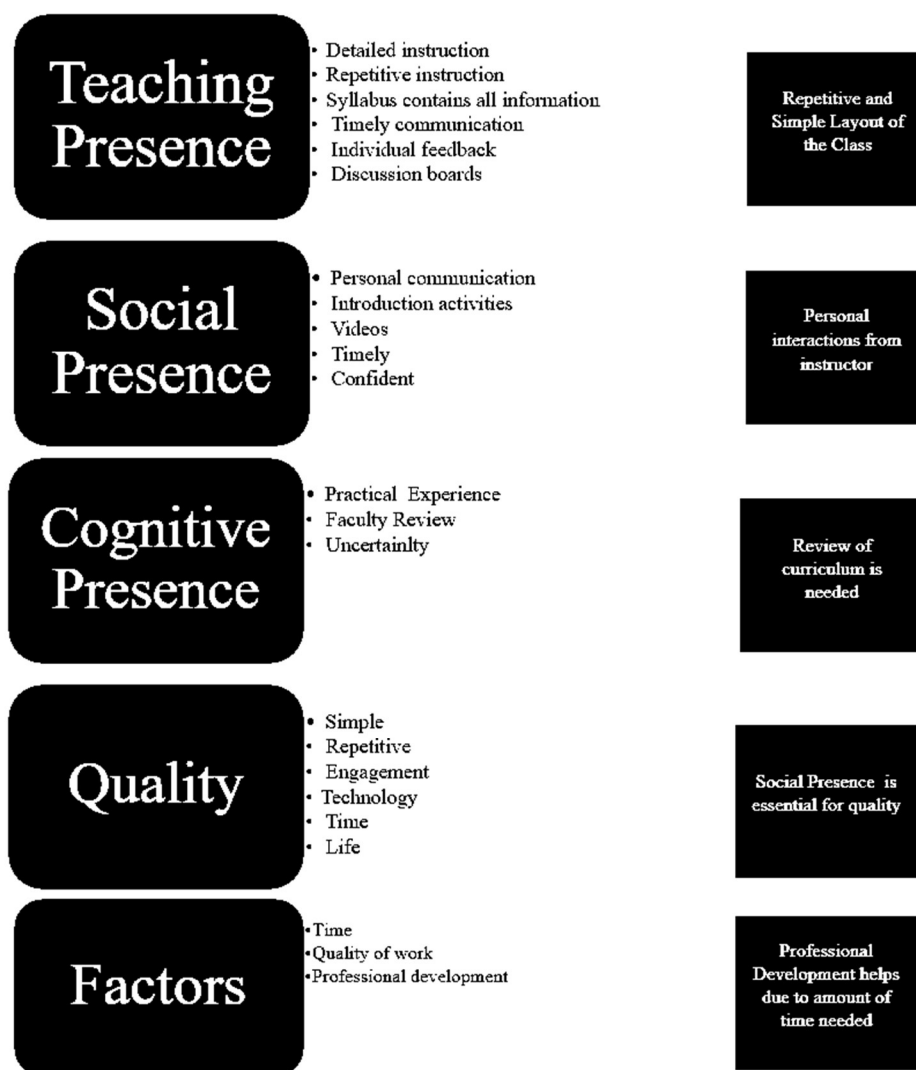 Teaching
Presence
• Detailed instruction
• Repetitive instruction
• Syllabus contains all information
• Timely communication
• Individual feedback
• Discussion boards
Repetitive and
Simple Layout of
the Class
Social
Presence
• Personal communication
• Introduction activities
• Videos
• Timely
• Confident
Personal
interactions from
instructor
Cognitive
Presence
• Practical Experience
• Faculty Review
• Uncertainlty
Review of
curriculum is
needed
Quality
• Simple
• Repetitive
• Engagement
• Technology
• Time
• Life
Social Presence is
essential for quality
Factors
•Time
•Quality of work
•Professional development
Professional
Development helps
due to amount of
time needed